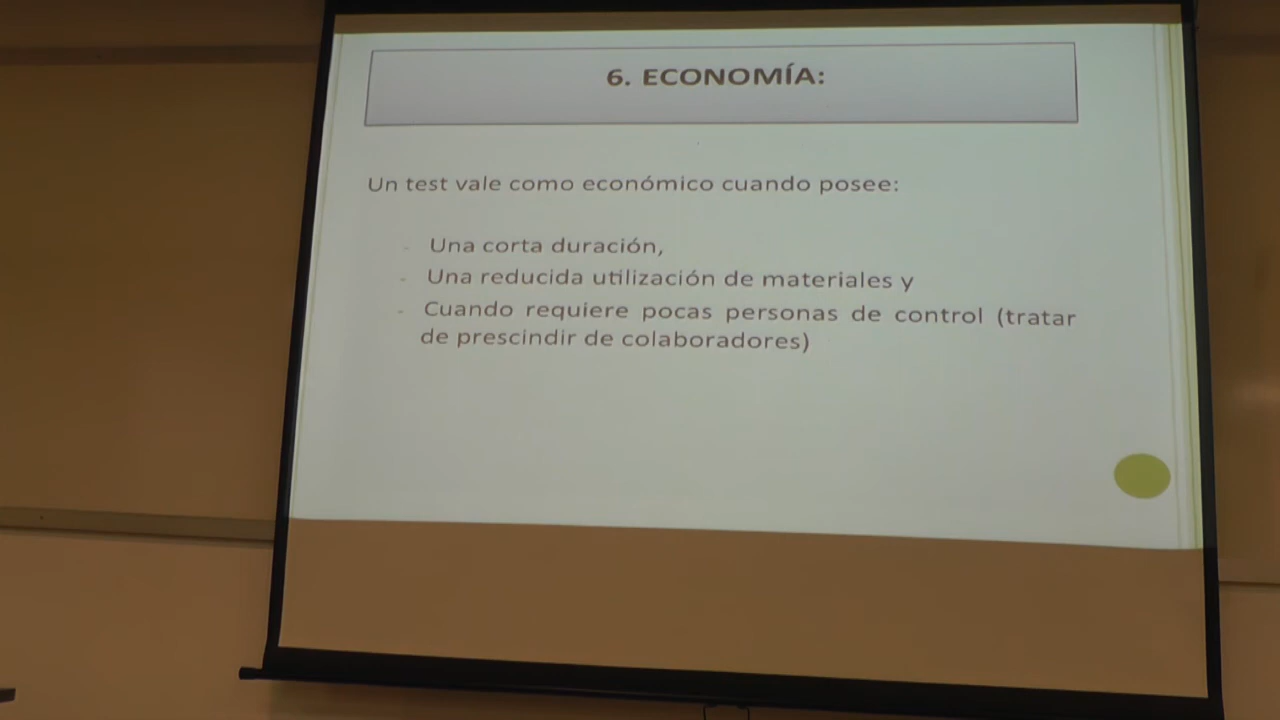 6. ECONOMÍA:
Un test vale como económico cuando posee:
- Una corta duración,
- Una reducida utilización de materiales y
- Cuando requiere pocas personas de control (tratar
de prescindir de colaboradores)